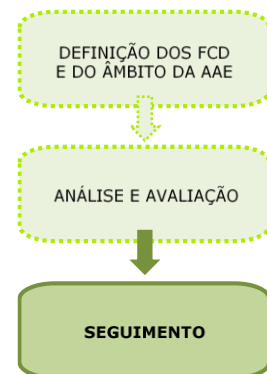 DEFINIÇÃO DOS FCD
E DO ÂMBITO DA AAE
ANÁLISE E AVALIAÇÃO
SEGUIMENTO